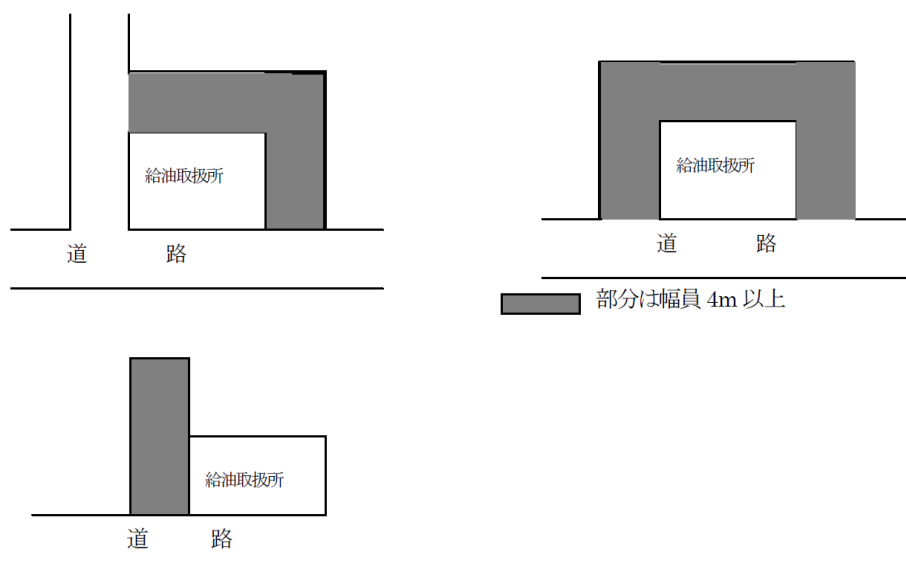 給油取扱所
道 路
給油取扱所
道 路
部分は幅員 4m 以上
給油取扱所
道 路